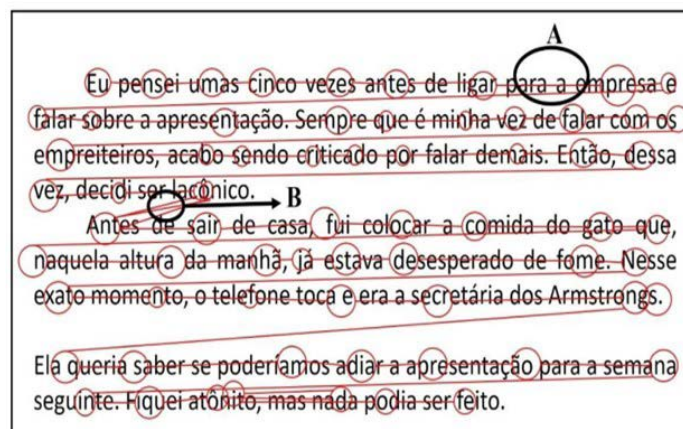 A
Eu pensei umas cinco vezes antes de ligar para a empresa e
falar sobre a apresentação. Sempre que é minha vez de falar com os
empreiteiros, acabo sendo criticado por falar demais. Então, dessa
vez, decidi ser lacônico.
B
Antes de sair de casa, fui colocar a comida do gato que,
naquela altura da manhã, já estava desesperado de fome. Nesse
exato momento, o telefone toca e era a secretária dos Armstrongs.
Ela queria saber se poderíamos adiar a apresentação para a semana
seguinte. Fiquei atônito, mas nada podia ser feito.